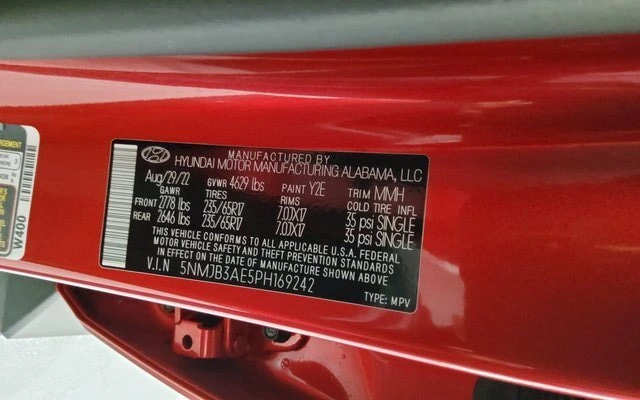 MANUFACTURED BY
HYUNDAI MOTOR MANUFACTURING ALABAMA, LLC
Aug/29/22 GVWR 4629 lbs PAINT Y2E TRIM MMH
GAWR TIRES RIMS COLD TIRE INFL
FRONT 2778 lbs 235/65R17 7.0JX17 35 psi SINGLE
REAR 2646 lbs 235/65R17 7.0JX17 35 psi SINGLE
THIS VEHICLE CONFORMS TO ALL APPLICABLE U.S.A. FEDERAL
MOTOR VEHICLE SAFETY AND THEFT PREVENTION STANDARDS
IN EFFECT ON THE DATE OF MANUFACTURE SHOWN ABOVE.
V.I.N 5NMJB3AE5PH169242
TYPE: MPV
W400